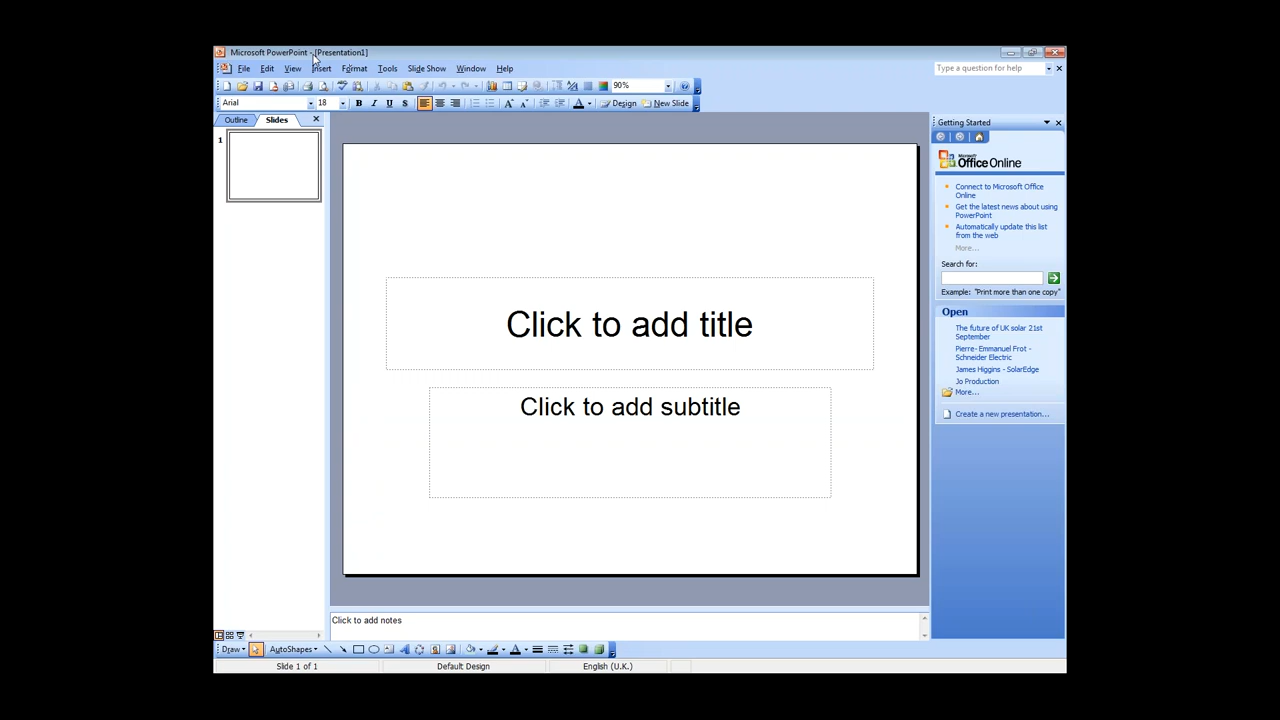 Microsoft PowerPoint - [Presentation1]
File Edit View Insert Format Tools Slide Show Window Help
Type a question for help
90%
Arial 18 B I U S Design New Slide
Outline Slides
1
Click to add title
Click to add subtitle
Getting Started
Microsoft
Office Online
Connect to Microsoft Office
Online
Get the latest news about using
PowerPoint
Automatically update this list
from the web
More...
Search for:
Example: "Print more than one copy"
Open
The future of UK solar 21st
September
Pierre- Emmanuel Frot -
Schneider Electric
James Higgins - SolarEdge
Jo Production
More...
Create a new presentation...
Click to add notes
Draw AutoShapes
Slide 1 of 1 Default Design English (U.K.)